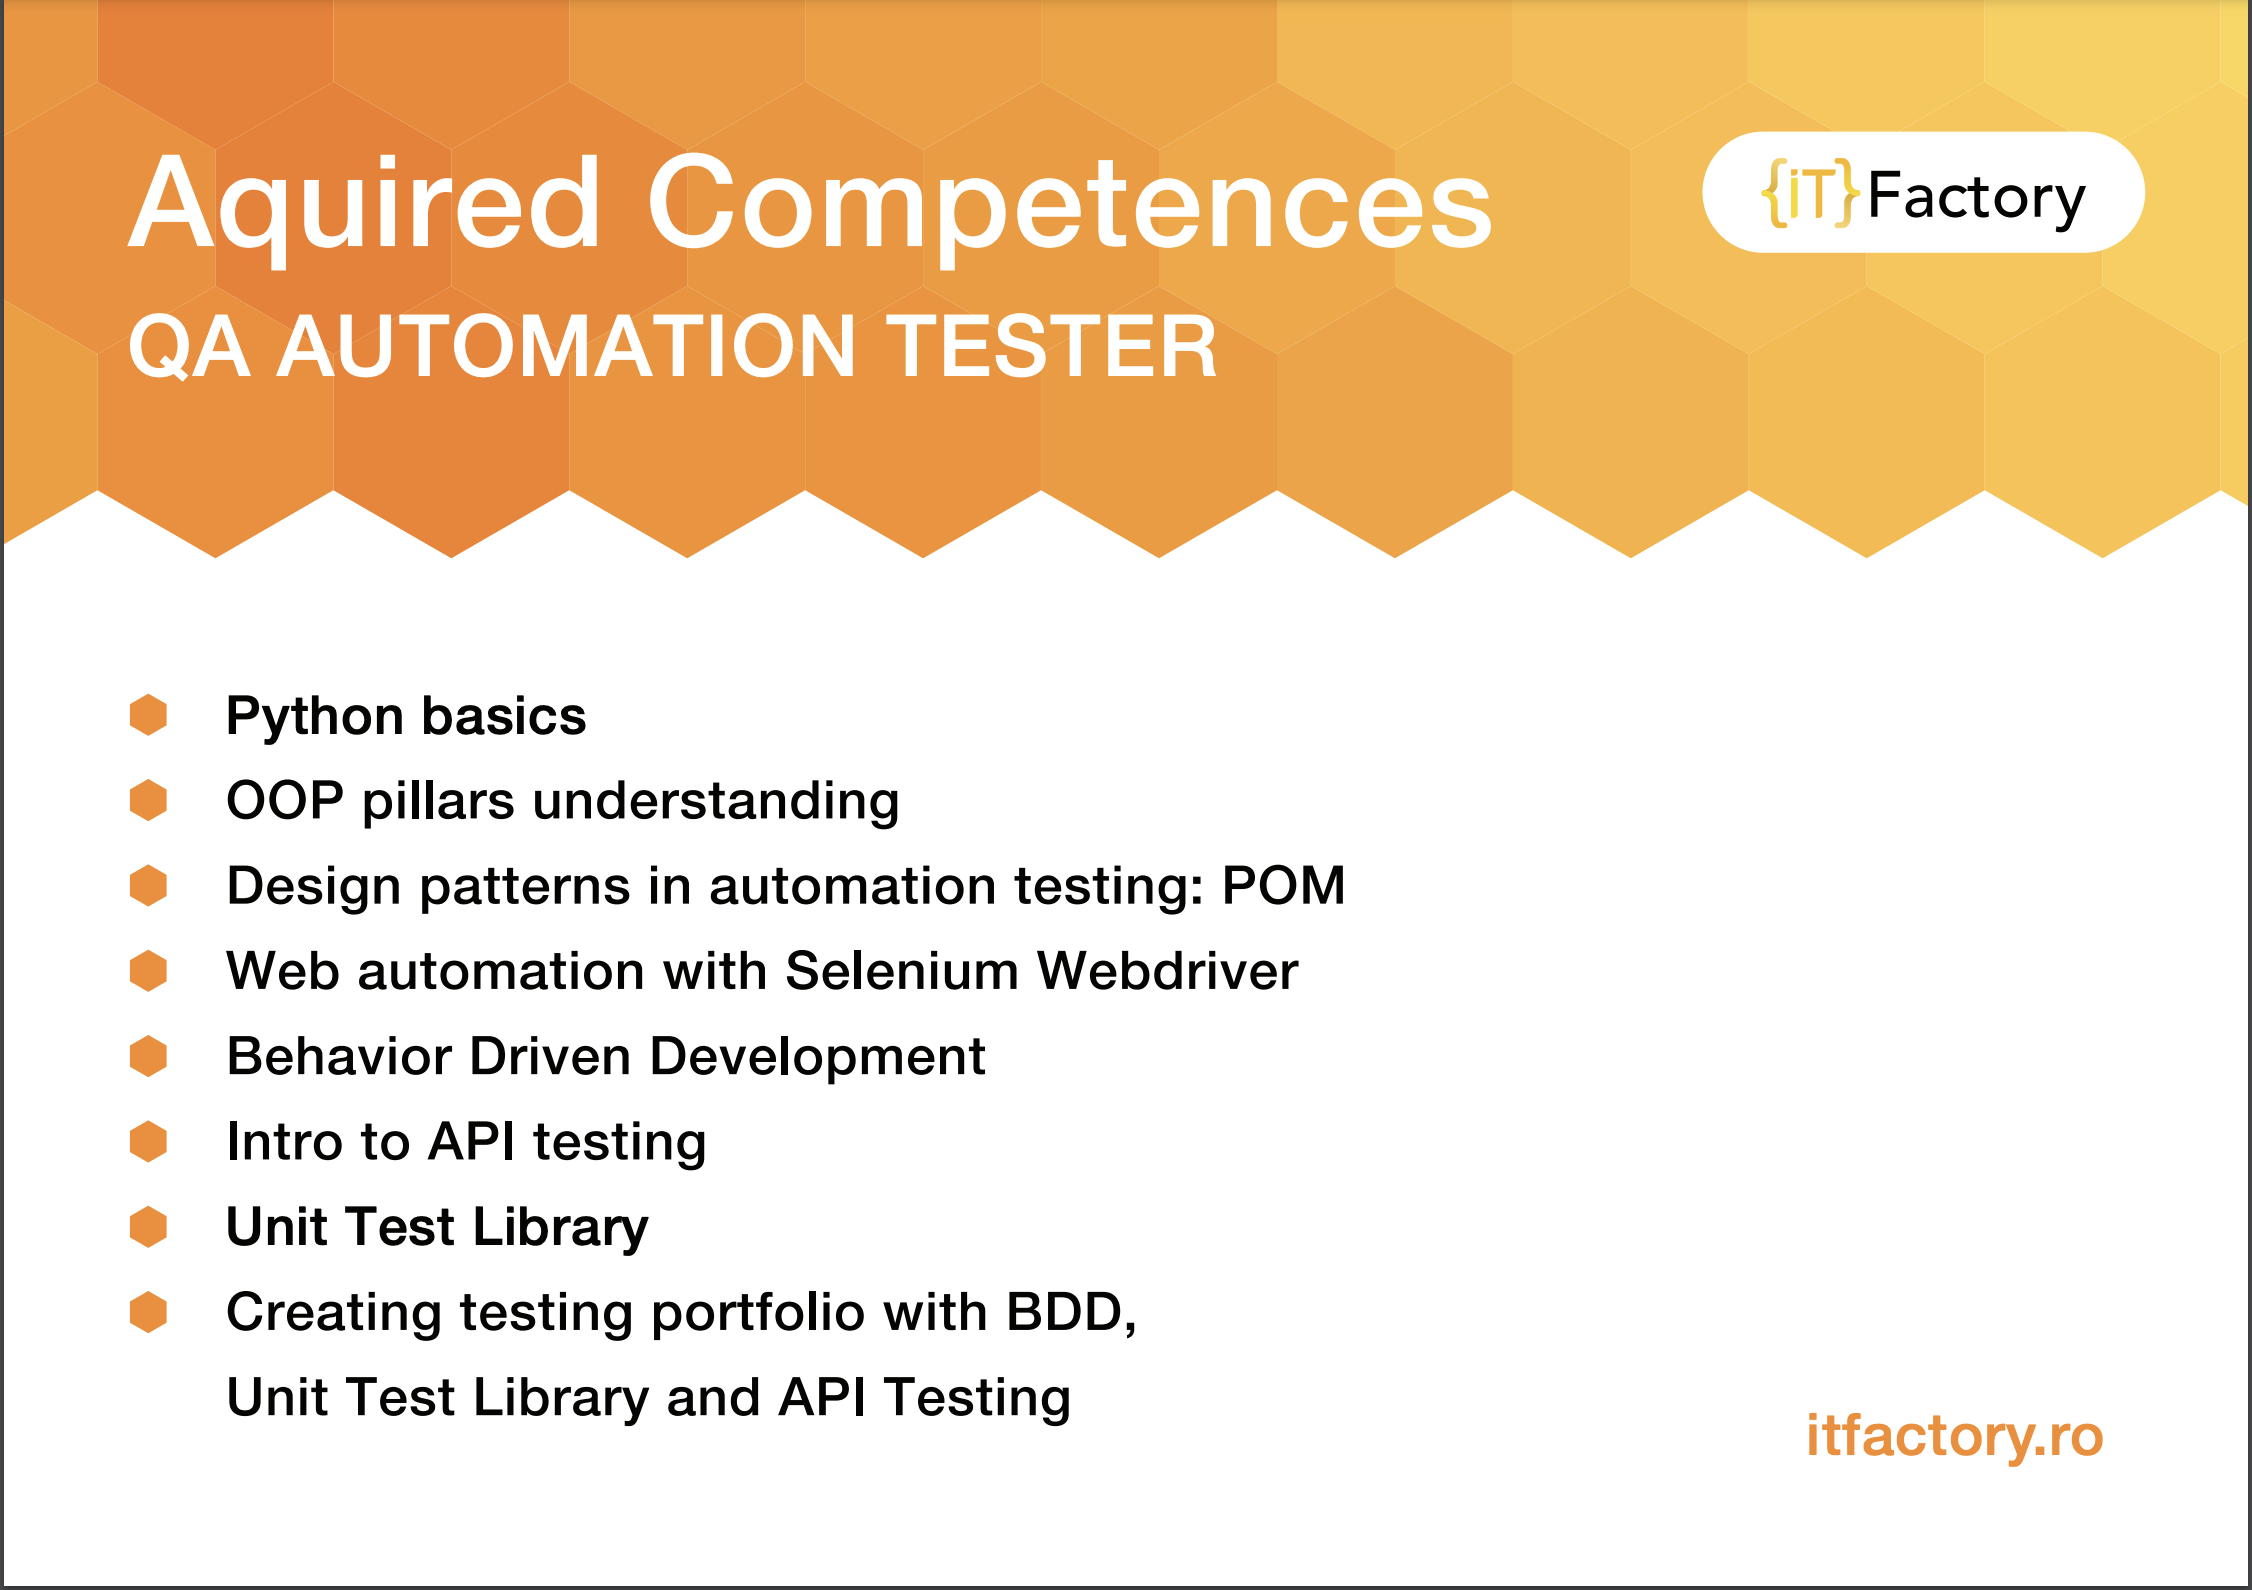 Aquired Competences
{iT}Factory
QA AUTOMATION TESTER
Python basics
OOP pillars understanding
Design patterns in automation testing: POM
Web automation with Selenium Webdriver
Behavior Driven Development
Intro to API testing
Unit Test Library
Creating testing portfolio with BDD,
Unit Test Library and API Testing
itfactory.ro